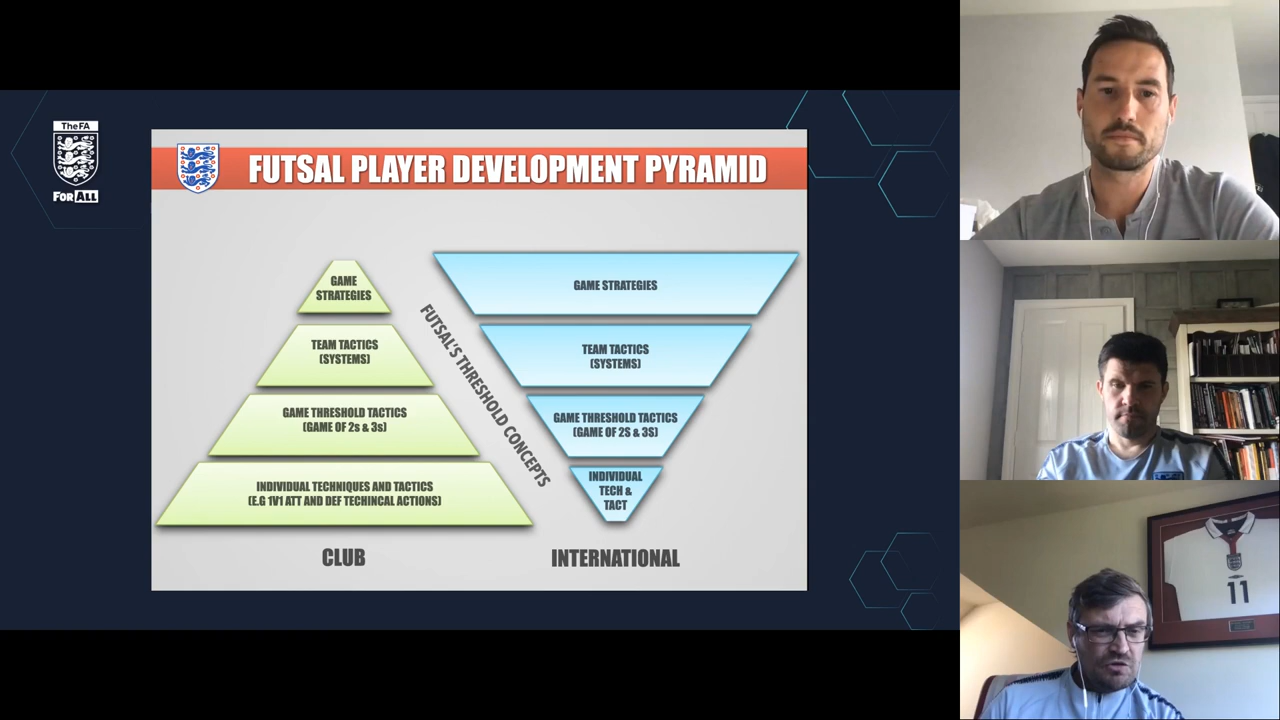 TheFA
FORALL
FUTSAL PLAYER DEVELOPMENT PYRAMID
GAME
STRATEGIES
TEAM TACTICS
(SYSTEMS)
GAME THRESHOLD TACTICS
(GAME OF 2s & 3s)
INDIVIDUAL TECHNIQUES AND TACTICS
(E.G 1V1 ATT AND DEF TECHINCAL ACTIONS)
CLUB
FUTSAL'S THRESHOLD CONCEPTS
GAME STRATEGIES
TEAM TACTICS
(SYSTEMS)
GAME THRESHOLD TACTICS
(GAME OF 2S & 3S)
INDIVIDUAL
TECH &
TACT
INTERNATIONAL
11